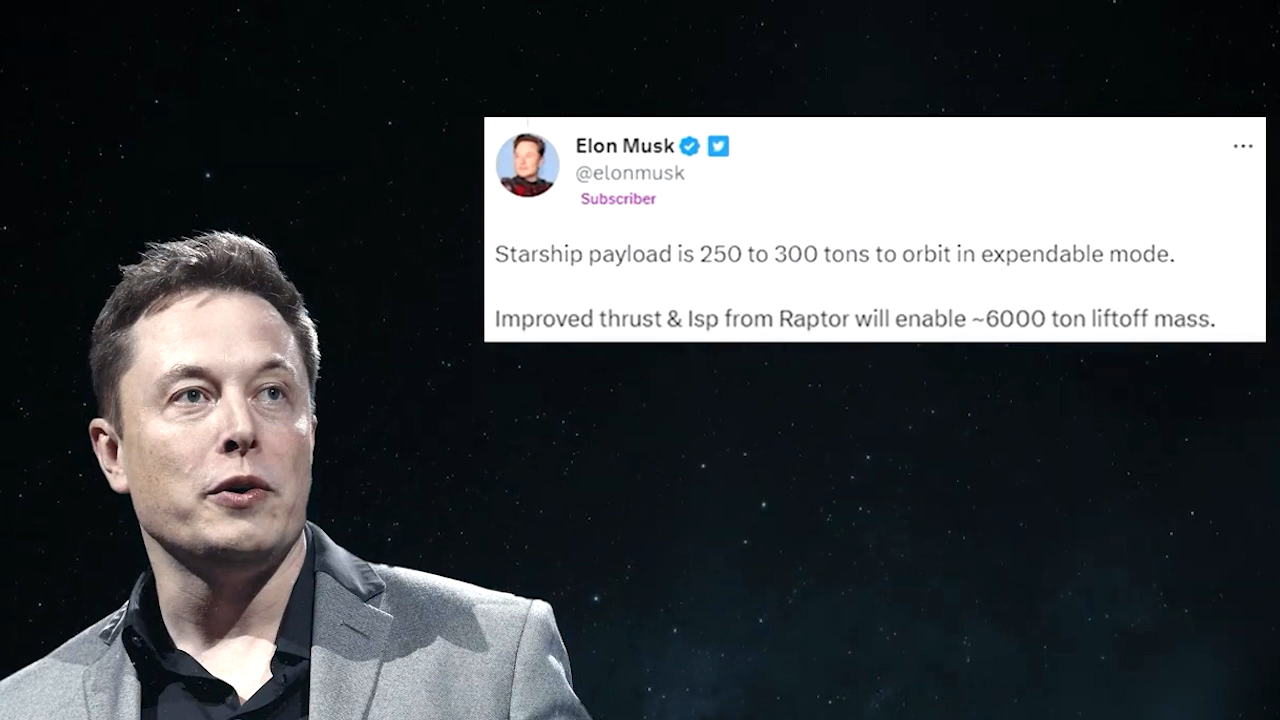 Elon Musk
@elonmusk
Subscriber
Starship payload is 250 to 300 tons to orbit in expendable mode.
Improved thrust & Isp from Raptor will enable ~6000 ton liftoff mass.